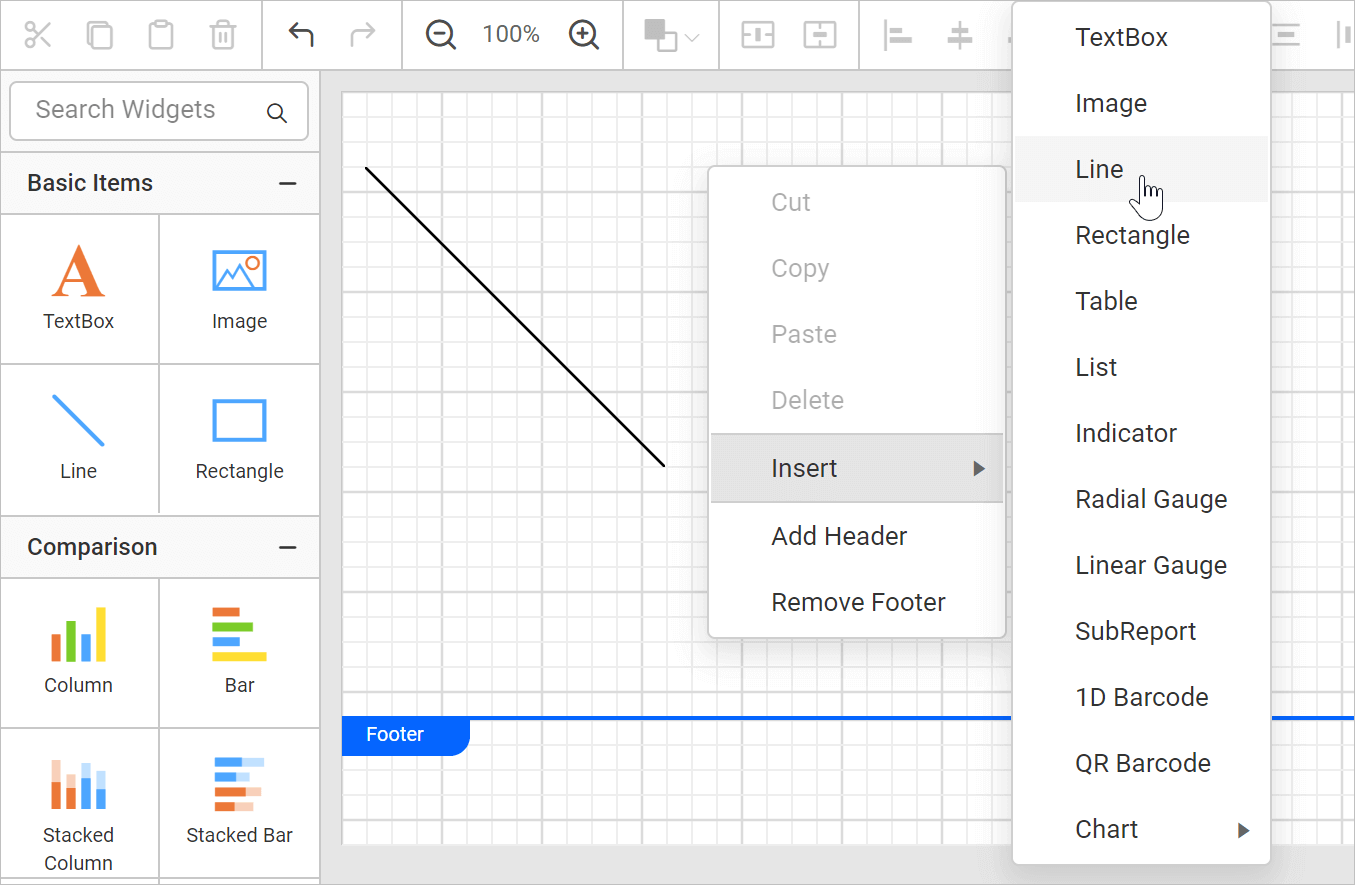 100%
Search Widgets
Basic Items
TextBox
Image
Line
Rectangle
Comparison
Column
Bar
Stacked
Column
Stacked Bar
Footer
Cut
Copy
Paste
Delete
Insert
Add Header
Remove Footer
TextBox
Image
Line
Rectangle
Table
List
Indicator
Radial Gauge
Linear Gauge
SubReport
1D Barcode
QR Barcode
Chart